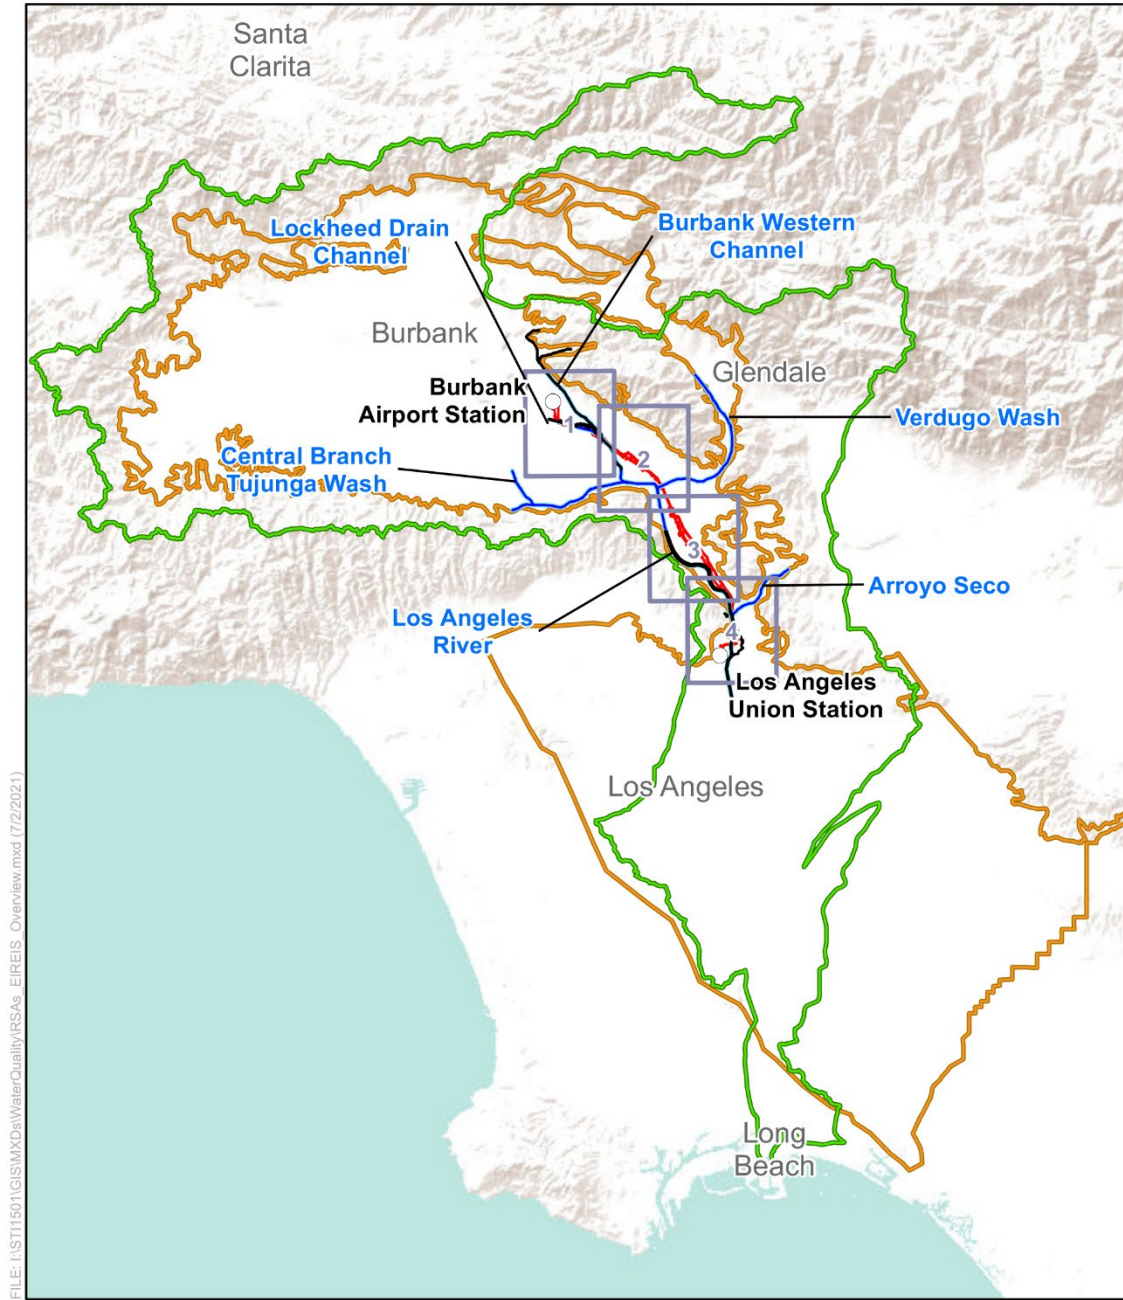 Santa
Clarita
Lockheed Drain
Channel
Burbank Western
Channel
Burbank
Glendale
Burbank
Airport Station
1
Verdugo Wash
Central Branch
Tujunga Wash
2
3
Arroyo Seco
Los Angeles
River
4
Los Angeles
Union Station
Los Angeles
Long
Beach
FILE: I:\STI1501\GIS\MXDs\WaterQuality\RSAs_EIREIS_Overview.mxd (7/2/2021)